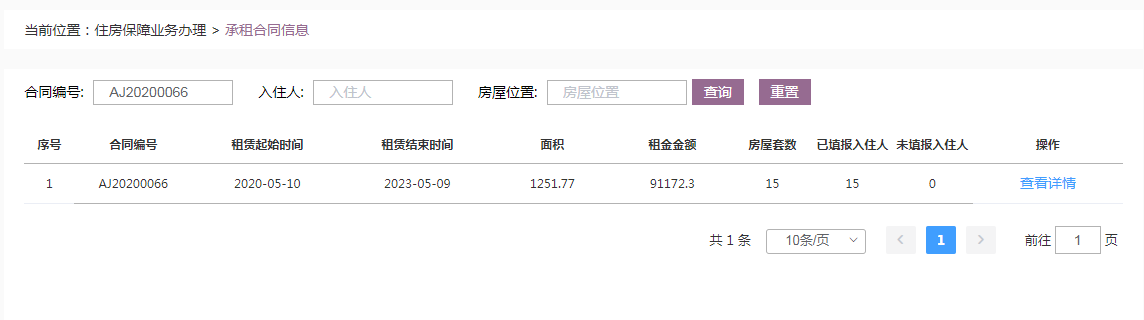 当前位置：住房保障业务办理 > 承租合同信息
合同编号: AJ20200066 入住人: 入住人 房屋位置: 房屋位置 查询 重置
序号 合同编号 租赁起始时间 租赁结束时间 面积 租金金额 房屋套数 已填报入住人 未填报入住人 操作
1 AJ20200066 2020-05-10 2023-05-09 1251.77 91172.3 15 15 0 查看详情
共 1 条 10条/页 1 前往 1 页